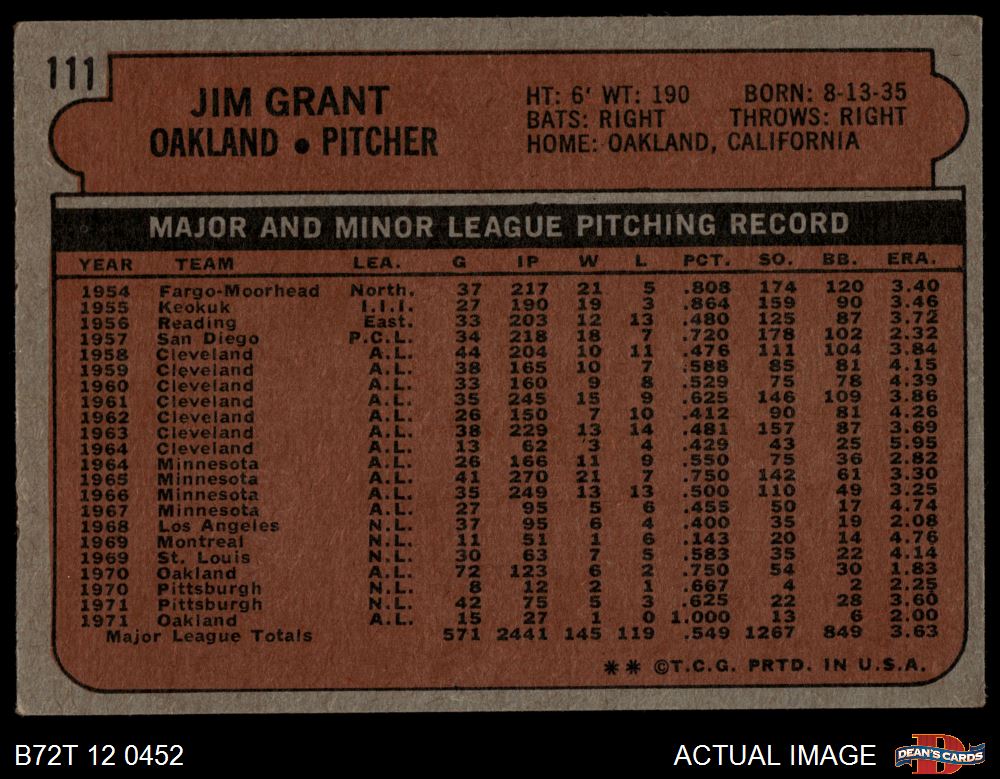 111
JIM GRANT
OAKLAND • PITCHER
HT: 6' WT: 190 BORN: 8-13-35
BATS: RIGHT THROWS: RIGHT
HOME: OAKLAND, CALIFORNIA
MAJOR AND MINOR LEAGUE PITCHING RECORD
YEAR TEAM LEA. G IP W L PCT. SO. BB. ERA.
1954 Fargo-Moorhead North. 37 217 21 5 .808 174 120 3.40
1955 Keokuk I.I.I. 27 190 19 3 .864 159 90 3.46
1956 Reading East. 33 203 12 13 .480 125 87 3.72
1957 San Diego P.C.L. 34 218 18 7 .720 178 102 2.32
1958 Cleveland A.L. 44 204 10 11 .476 111 104 3.84
1959 Cleveland A.L. 38 165 10 7 .588 85 81 4.15
1960 Cleveland A.L. 33 160 9 8 .529 75 78 4.39
1961 Cleveland A.L. 35 245 15 9 .625 146 109 3.86
1962 Cleveland A.L. 26 150 7 10 .412 90 81 4.26
1963 Cleveland A.L. 38 229 13 14 .481 157 87 3.69
1964 Cleveland A.L. 13 62 3 4 .429 43 25 5.95
1964 Minnesota A.L. 26 166 11 9 .550 75 36 2.82
1965 Minnesota A.L. 41 270 21 7 .750 142 61 3.30
1966 Minnesota A.L. 35 249 13 13 .500 110 49 3.25
1967 Minnesota A.L. 27 95 5 6 .455 50 17 4.74
1968 Los Angeles N.L. 37 95 6 4 .400 35 19 2.08
1969 Montreal N.L. 11 51 1 6 .143 20 14 4.76
1969 St. Louis N.L. 30 63 7 5 .583 35 22 4.14
1970 Oakland A.L. 72 123 6 2 .750 54 30 1.83
1970 Pittsburgh N.L. 8 12 2 1 .667 4 2 2.25
1971 Pittsburgh N.L. 42 75 5 3 .625 22 28 3.60
1971 Oakland A.L. 15 27 1 0 1.000 13 6 2.00
Major League Totals 571 2441 145 119 .549 1267 849 3.63
** ©T.C.G. PRTD. IN U.S.A.
B72T 12 0452
ACTUAL IMAGE
DEAN'S CARDS